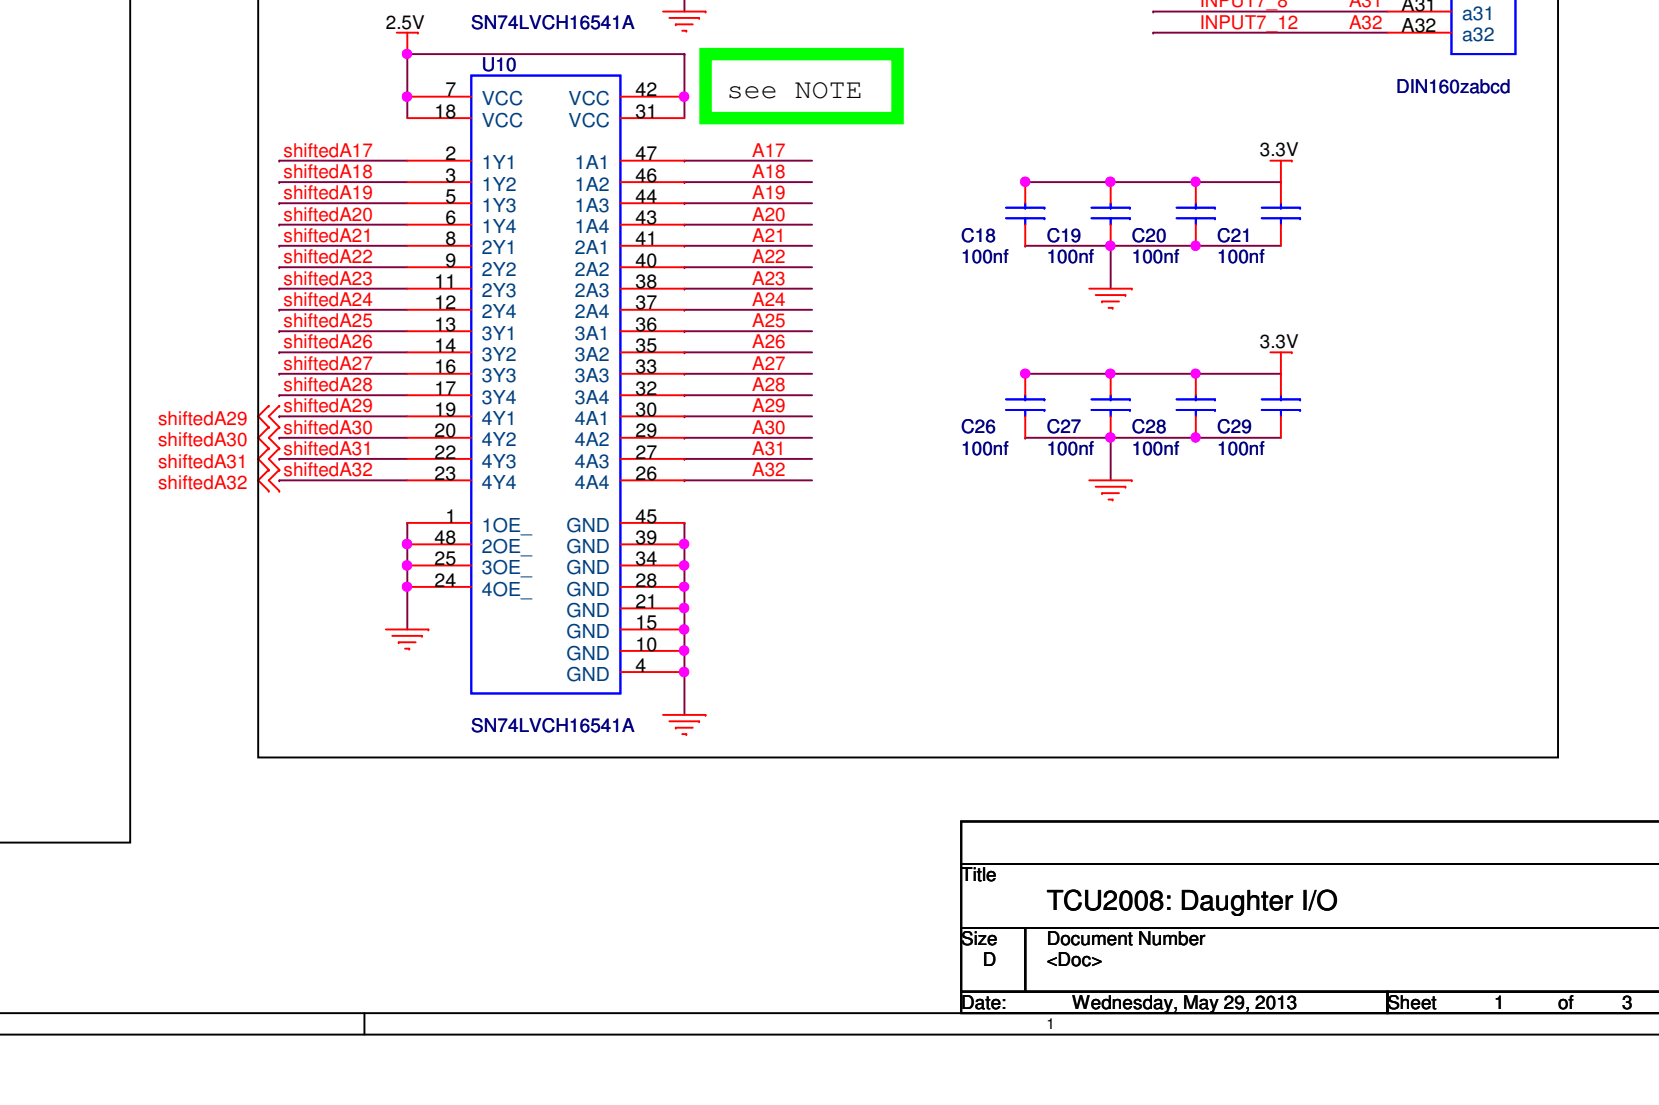 2.5V
SN74LVCH16541A
INPUT7_8 A31 A31 a31
INPUT7_12 A32 A32 a32
DIN160zabcd
U10
see NOTE
7 VCC VCC 42
18 VCC VCC 31
shiftedA17 2 1Y1 1A1 47 A17
shiftedA18 3 1Y2 1A2 46 A18
shiftedA19 5 1Y3 1A3 44 A19
shiftedA20 6 1Y4 1A4 43 A20
shiftedA21 8 2Y1 2A1 41 A21
shiftedA22 9 2Y2 2A2 40 A22
shiftedA23 11 2Y3 2A3 38 A23
shiftedA24 12 2Y4 2A4 37 A24
shiftedA25 13 3Y1 3A1 36 A25
shiftedA26 14 3Y2 3A2 35 A26
shiftedA27 16 3Y3 3A3 33 A27
shiftedA28 17 3Y4 3A4 32 A28
shiftedA29 shiftedA29 19 4Y1 4A1 30 A29
shiftedA30 shiftedA30 20 4Y2 4A2 29 A30
shiftedA31 shiftedA31 22 4Y3 4A3 27 A31
shiftedA32 shiftedA32 23 4Y4 4A4 26 A32
1 1OE_ GND 45
48 2OE_ GND 39
25 3OE_ GND 34
24 4OE_ GND 28
GND 21
GND 15
GND 10
GND 4
SN74LVCH16541A
3.3V
C18 C19 C20 C21
100nf 100nf 100nf 100nf
3.3V
C26 C27 C28 C29
100nf 100nf 100nf 100nf
Title
TCU2008: Daughter I/O
Size Document Number
D <Doc>
Date: Wednesday, May 29, 2013 Sheet 1 of 3
1